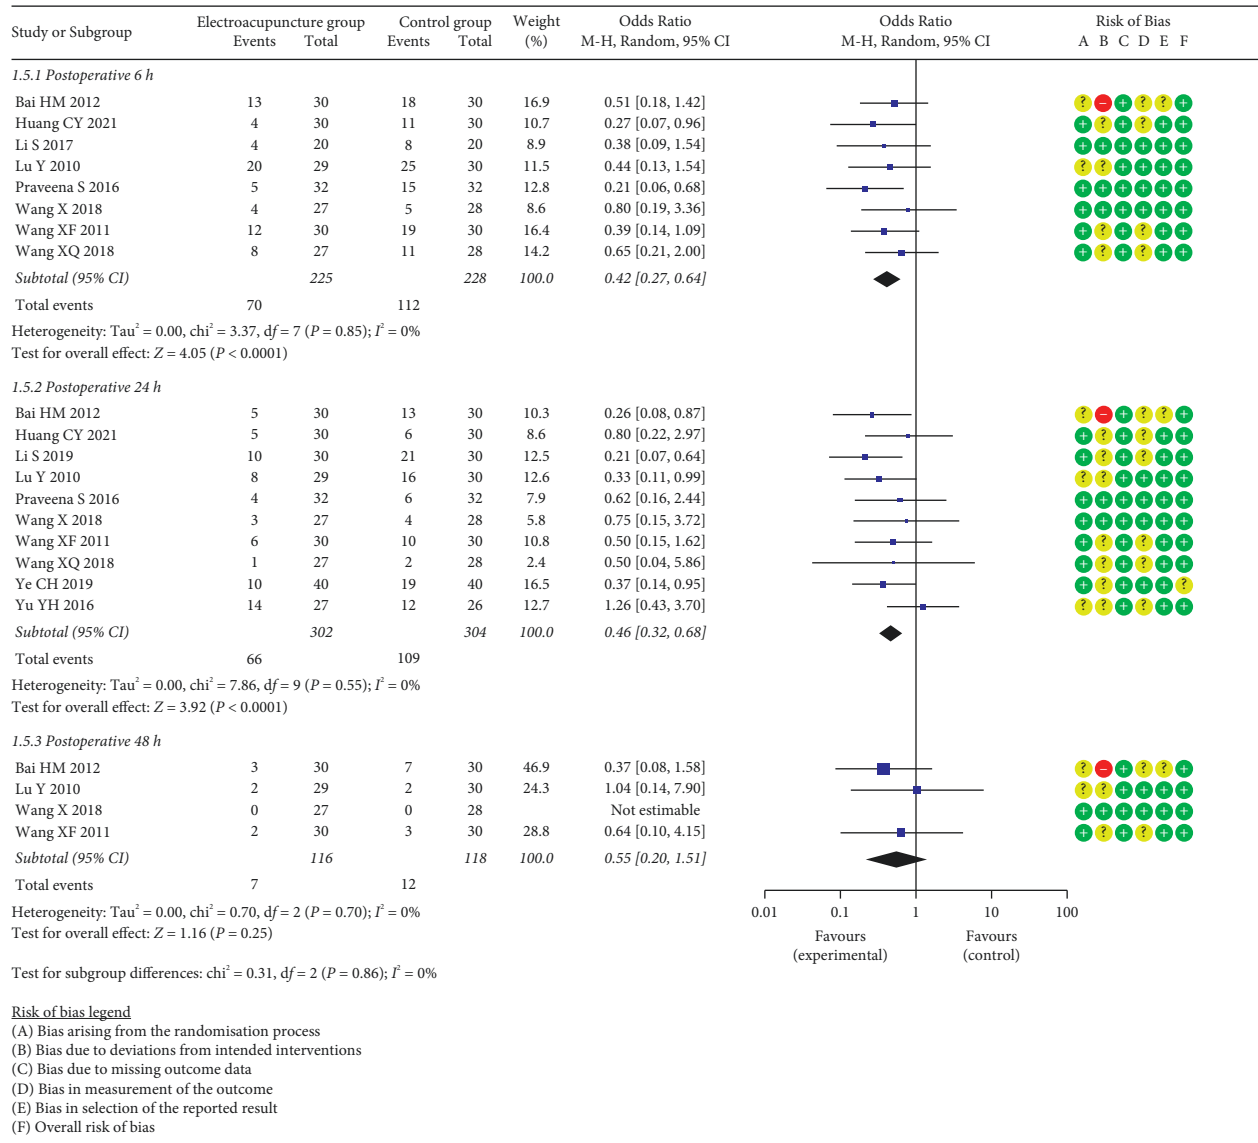 Study or Subgroup Electroacupuncture group Control group Weight Odds Ratio Odds Ratio Risk of Bias
Events Total Events Total (%) M-H, Random, 95% CI M-H, Random, 95% CI A B C D E F
1.5.1 Postoperative 6 h
Bai HM 2012 13 30 18 30 16.9 0.51 [0.18, 1.42] ? – + ? ? +
Huang CY 2021 4 30 11 30 10.7 0.27 [0.07, 0.96] + ? + ? + +
Li S 2017 4 20 8 20 8.9 0.38 [0.09, 1.54] + + + + + +
Lu Y 2010 20 29 25 30 11.5 0.44 [0.13, 1.54] ? ? + + + +
Praveena S 2016 5 32 15 32 12.8 0.21 [0.06, 0.68] + + + + + +
Wang X 2018 4 27 5 28 8.6 0.80 [0.19, 3.36] + + + + + +
Wang XF 2011 12 30 19 30 16.4 0.39 [0.14, 1.09] + ? + ? + +
Wang XQ 2018 8 27 11 28 14.2 0.65 [0.21, 2.00] + ? + ? + +
Subtotal (95% CI) 225 228 100.0 0.42 [0.27, 0.64]
Total events 70 112
Heterogeneity: Tau² = 0.00, chi² = 3.37, df = 7 (P = 0.85); I² = 0%
Test for overall effect: Z = 4.05 (P < 0.0001)
1.5.2 Postoperative 24 h
Bai HM 2012 5 30 13 30 10.3 0.26 [0.08, 0.87] ? – + ? ? +
Huang CY 2021 5 30 6 30 8.6 0.80 [0.22, 2.97] + ? + ? + +
Li S 2019 10 30 21 30 12.5 0.21 [0.07, 0.64] + ? + ? + +
Lu Y 2010 8 29 16 30 12.6 0.33 [0.11, 0.99] ? ? + + + +
Praveena S 2016 4 32 6 32 7.9 0.62 [0.16, 2.44] + + + + + +
Wang X 2018 3 27 4 28 5.8 0.75 [0.15, 3.72] + + + + + +
Wang XF 2011 6 30 10 30 10.8 0.50 [0.15, 1.62] + ? + ? + +
Wang XQ 2018 1 27 2 28 2.4 0.50 [0.04, 5.86] + ? + ? + +
Ye CH 2019 10 40 19 40 16.5 0.37 [0.14, 0.95] + ? + + + ?
Yu YH 2016 14 27 12 26 12.7 1.26 [0.43, 3.70] ? ? + ? + +
Subtotal (95% CI) 302 304 100.0 0.46 [0.32, 0.68]
Total events 66 109
Heterogeneity: Tau² = 0.00, chi² = 7.86, df = 9 (P = 0.55); I² = 0%
Test for overall effect: Z = 3.92 (P < 0.0001)
1.5.3 Postoperative 48 h
Bai HM 2012 3 30 7 30 46.9 0.37 [0.08, 1.58] ? – + ? ? +
Lu Y 2010 2 29 2 30 24.3 1.04 [0.14, 7.90] ? ? + + + +
Wang X 2018 0 27 0 28 Not estimable + + + + + +
Wang XF 2011 2 30 3 30 28.8 0.64 [0.10, 4.15] + ? + ? + +
Subtotal (95% CI) 116 118 100.0 0.55 [0.20, 1.51]
Total events 7 12
Heterogeneity: Tau² = 0.00, chi² = 0.70, df = 2 (P = 0.70); I² = 0%
Test for overall effect: Z = 1.16 (P = 0.25)
0.01 0.1 1 10 100
Favours Favours
(experimental) (control)
Test for subgroup differences: chi² = 0.31, df = 2 (P = 0.86); I² = 0%
Risk of bias legend
(A) Bias arising from the randomisation process
(B) Bias due to deviations from intended interventions
(C) Bias due to missing outcome data
(D) Bias in measurement of the outcome
(E) Bias in selection of the reported result
(F) Overall risk of bias